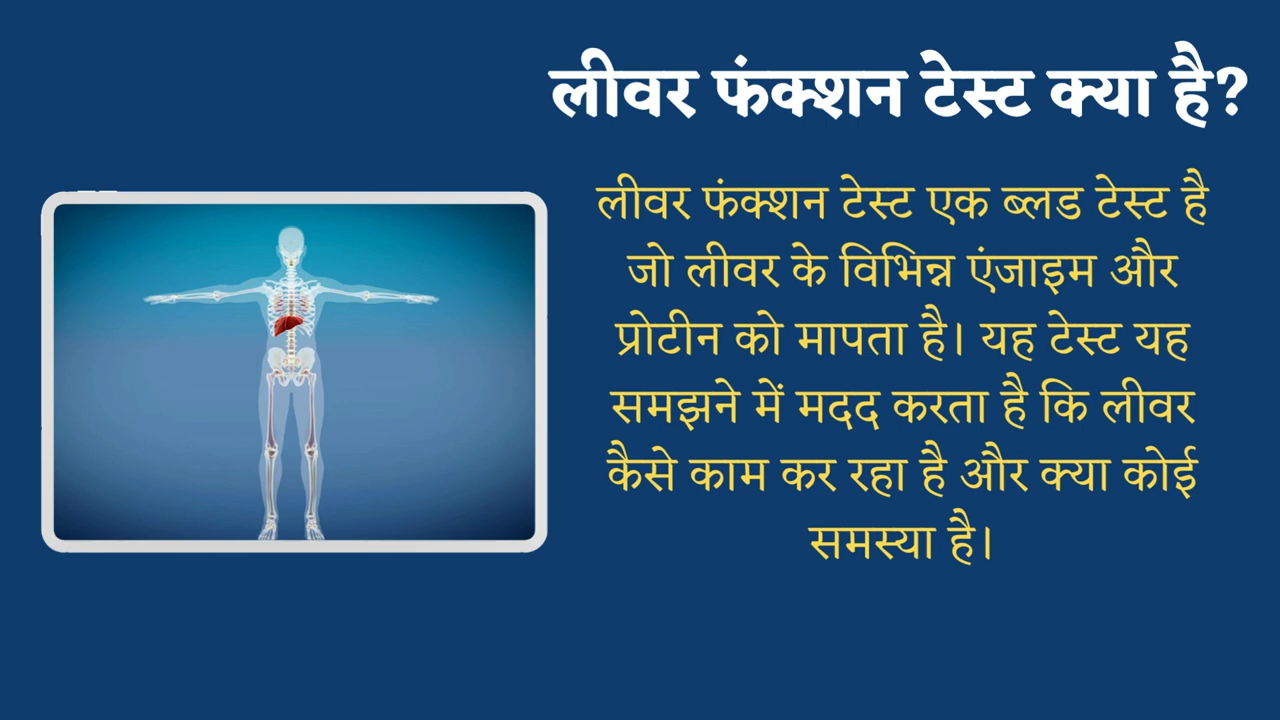 लीवर फंक्शन टेस्ट क्या है?
लीवर फंक्शन टेस्ट एक ब्लड टेस्ट है
जो लीवर के विभिन्न एंजाइम और
प्रोटीन को मापता है। यह टेस्ट यह
समझने में मदद करता है कि लीवर
कैसे काम कर रहा है और क्या कोई
समस्या है।